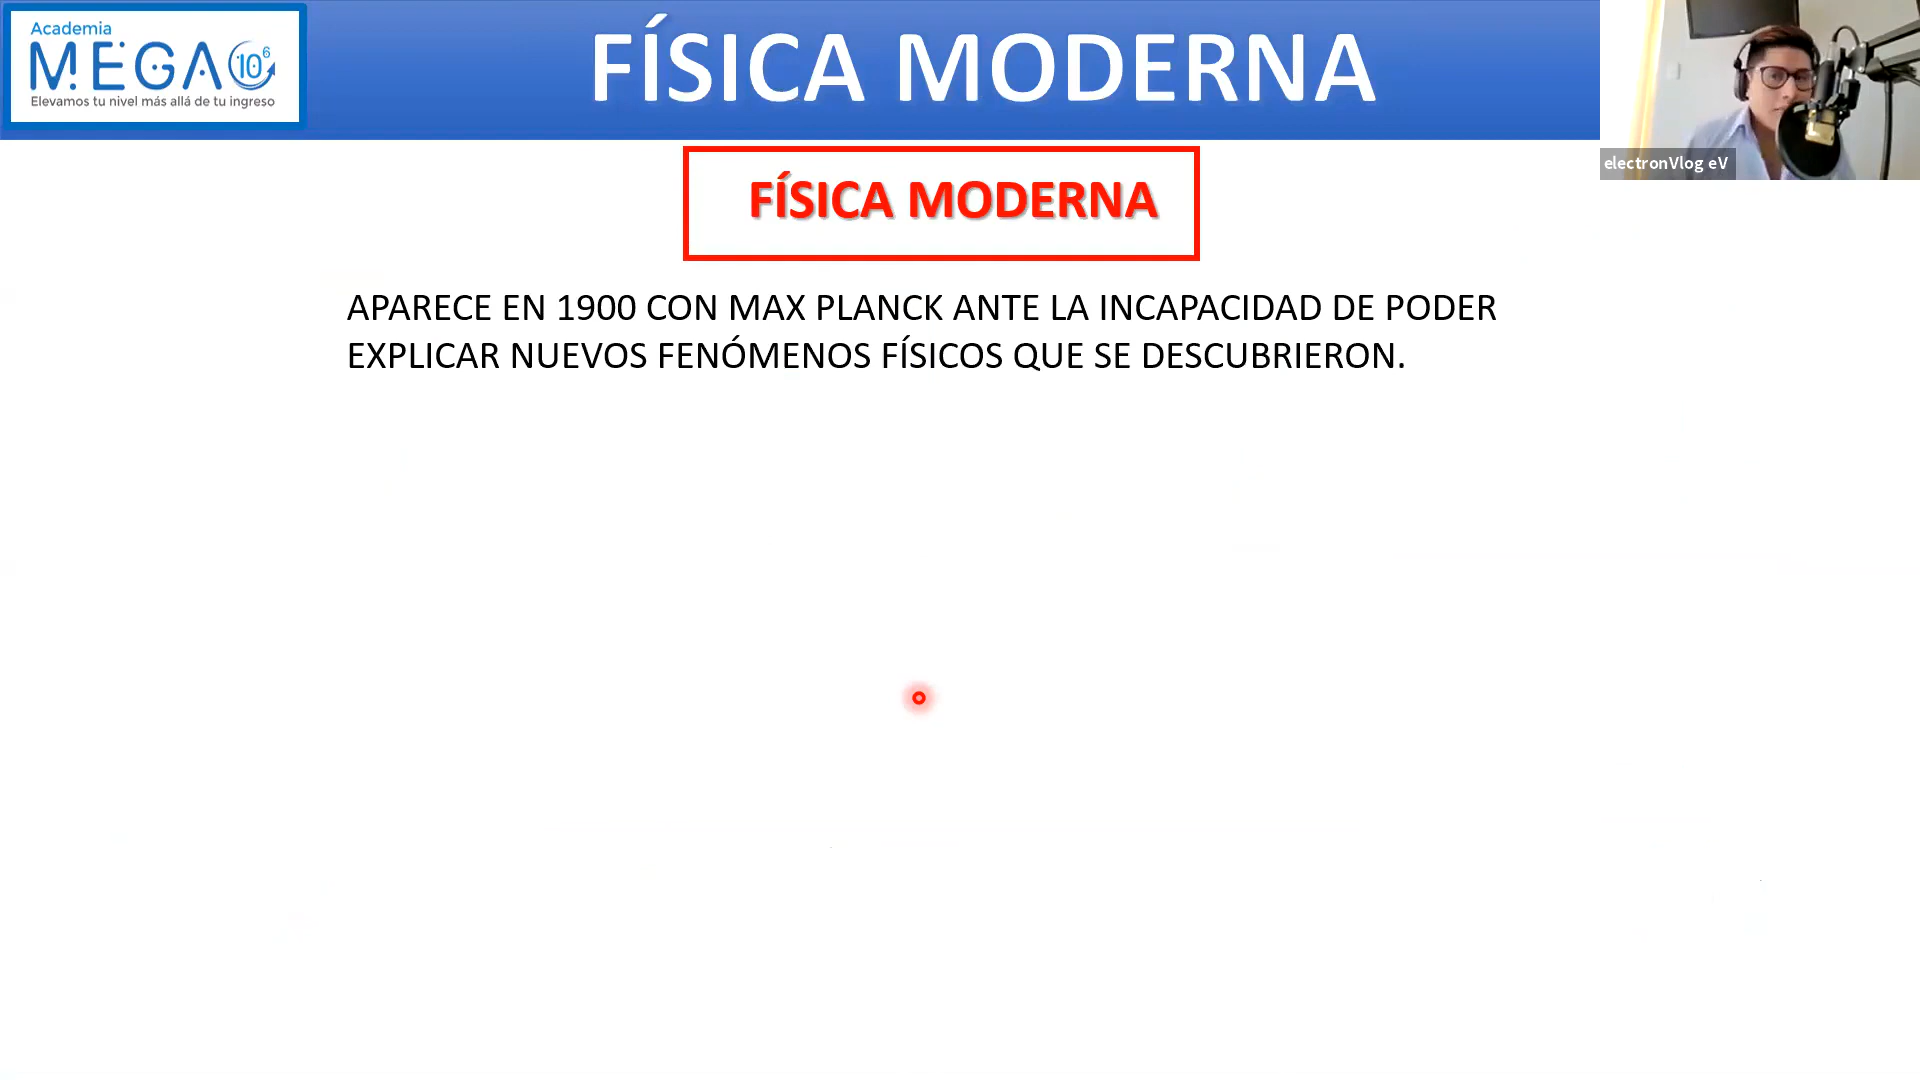 Academia
MEGA 10⁶
Elevamos tu nivel más allá de tu ingreso
FÍSICA MODERNA
electronVlog eV
FÍSICA MODERNA
APARECE EN 1900 CON MAX PLANCK ANTE LA INCAPACIDAD DE PODER
EXPLICAR NUEVOS FENÓMENOS FÍSICOS QUE SE DESCUBRIERON.